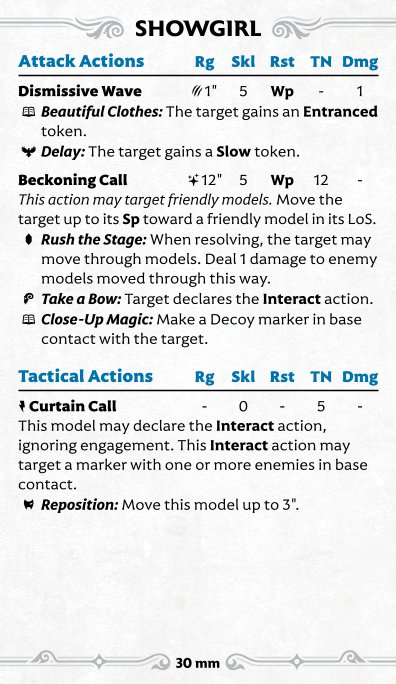 SHOWGIRL
Attack Actions Rg Skl Rst TN Dmg
Dismissive Wave 1" 5 Wp - 1
Beautiful Clothes: The target gains an Entranced
token.
Delay: The target gains a Slow token.
Beckoning Call 12" 5 Wp 12 -
This action may target friendly models. Move the
target up to its Sp toward a friendly model in its LoS.
Rush the Stage: When resolving, the target may
move through models. Deal 1 damage to enemy
models moved through this way.
Take a Bow: Target declares the Interact action.
Close-Up Magic: Make a Decoy marker in base
contact with the target.
Tactical Actions Rg Skl Rst TN Dmg
Curtain Call - 0 - 5 -
This model may declare the Interact action,
ignoring engagement. This Interact action may
target a marker with one or more enemies in base
contact.
Reposition: Move this model up to 3".
30 mm